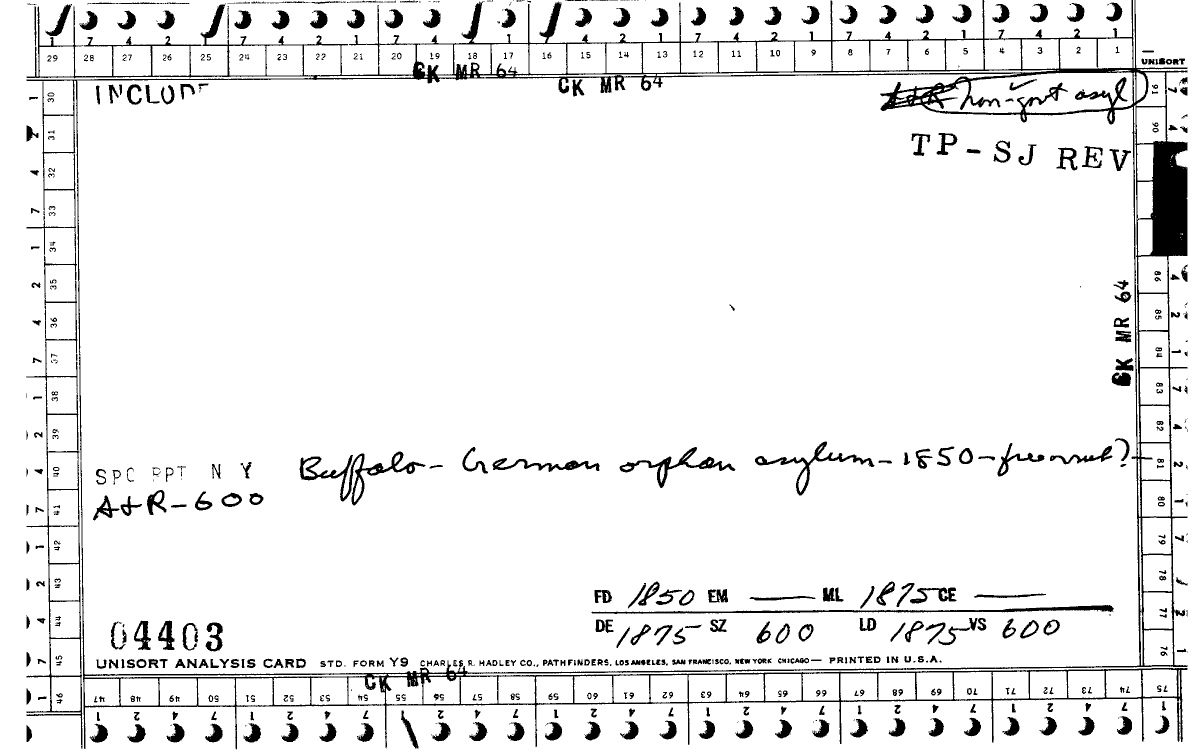 1 7 4 2 1 7 4 2 1 7 4 2 1 7 4 2 1 7 4 2 1 7 4 2 1
29 28 27 26 25 24 23 22 21 20 19 18 17 16 15 14 13 12 11 10 9 8 7 6 5 4 3 2 1
UNISORT
CK MR 64
CK MR 64
INCLUDE
A+R non-govt asyl
TP-SJ REV
CK MR 64
SPC RPT N Y Buffalo - German orphan asylum - 1850 -
A+R-600
FD 1850 EM — ML 1875 CE —
DE 1875 SZ 600 LD 1875 VS 600
04403
UNISORT ANALYSIS CARD STD. FORM Y9 CHARLES R. HADLEY CO., PATHFINDERS, LOS ANGELES, SAN FRANCISCO, NEW YORK CHICAGO — PRINTED IN U.S.A.
CK MR 64
30 31 32 33 34 35 36 37 38 39 40 41 42 43 44 45 46
47 48 49 50 51 52 53 54 55 56 57 58 59 60 61 62 63 64 65 66 67 68 69 70 71 72 73 74 75
76 77 78 79 80 81 82 83 84 85 86 90 91